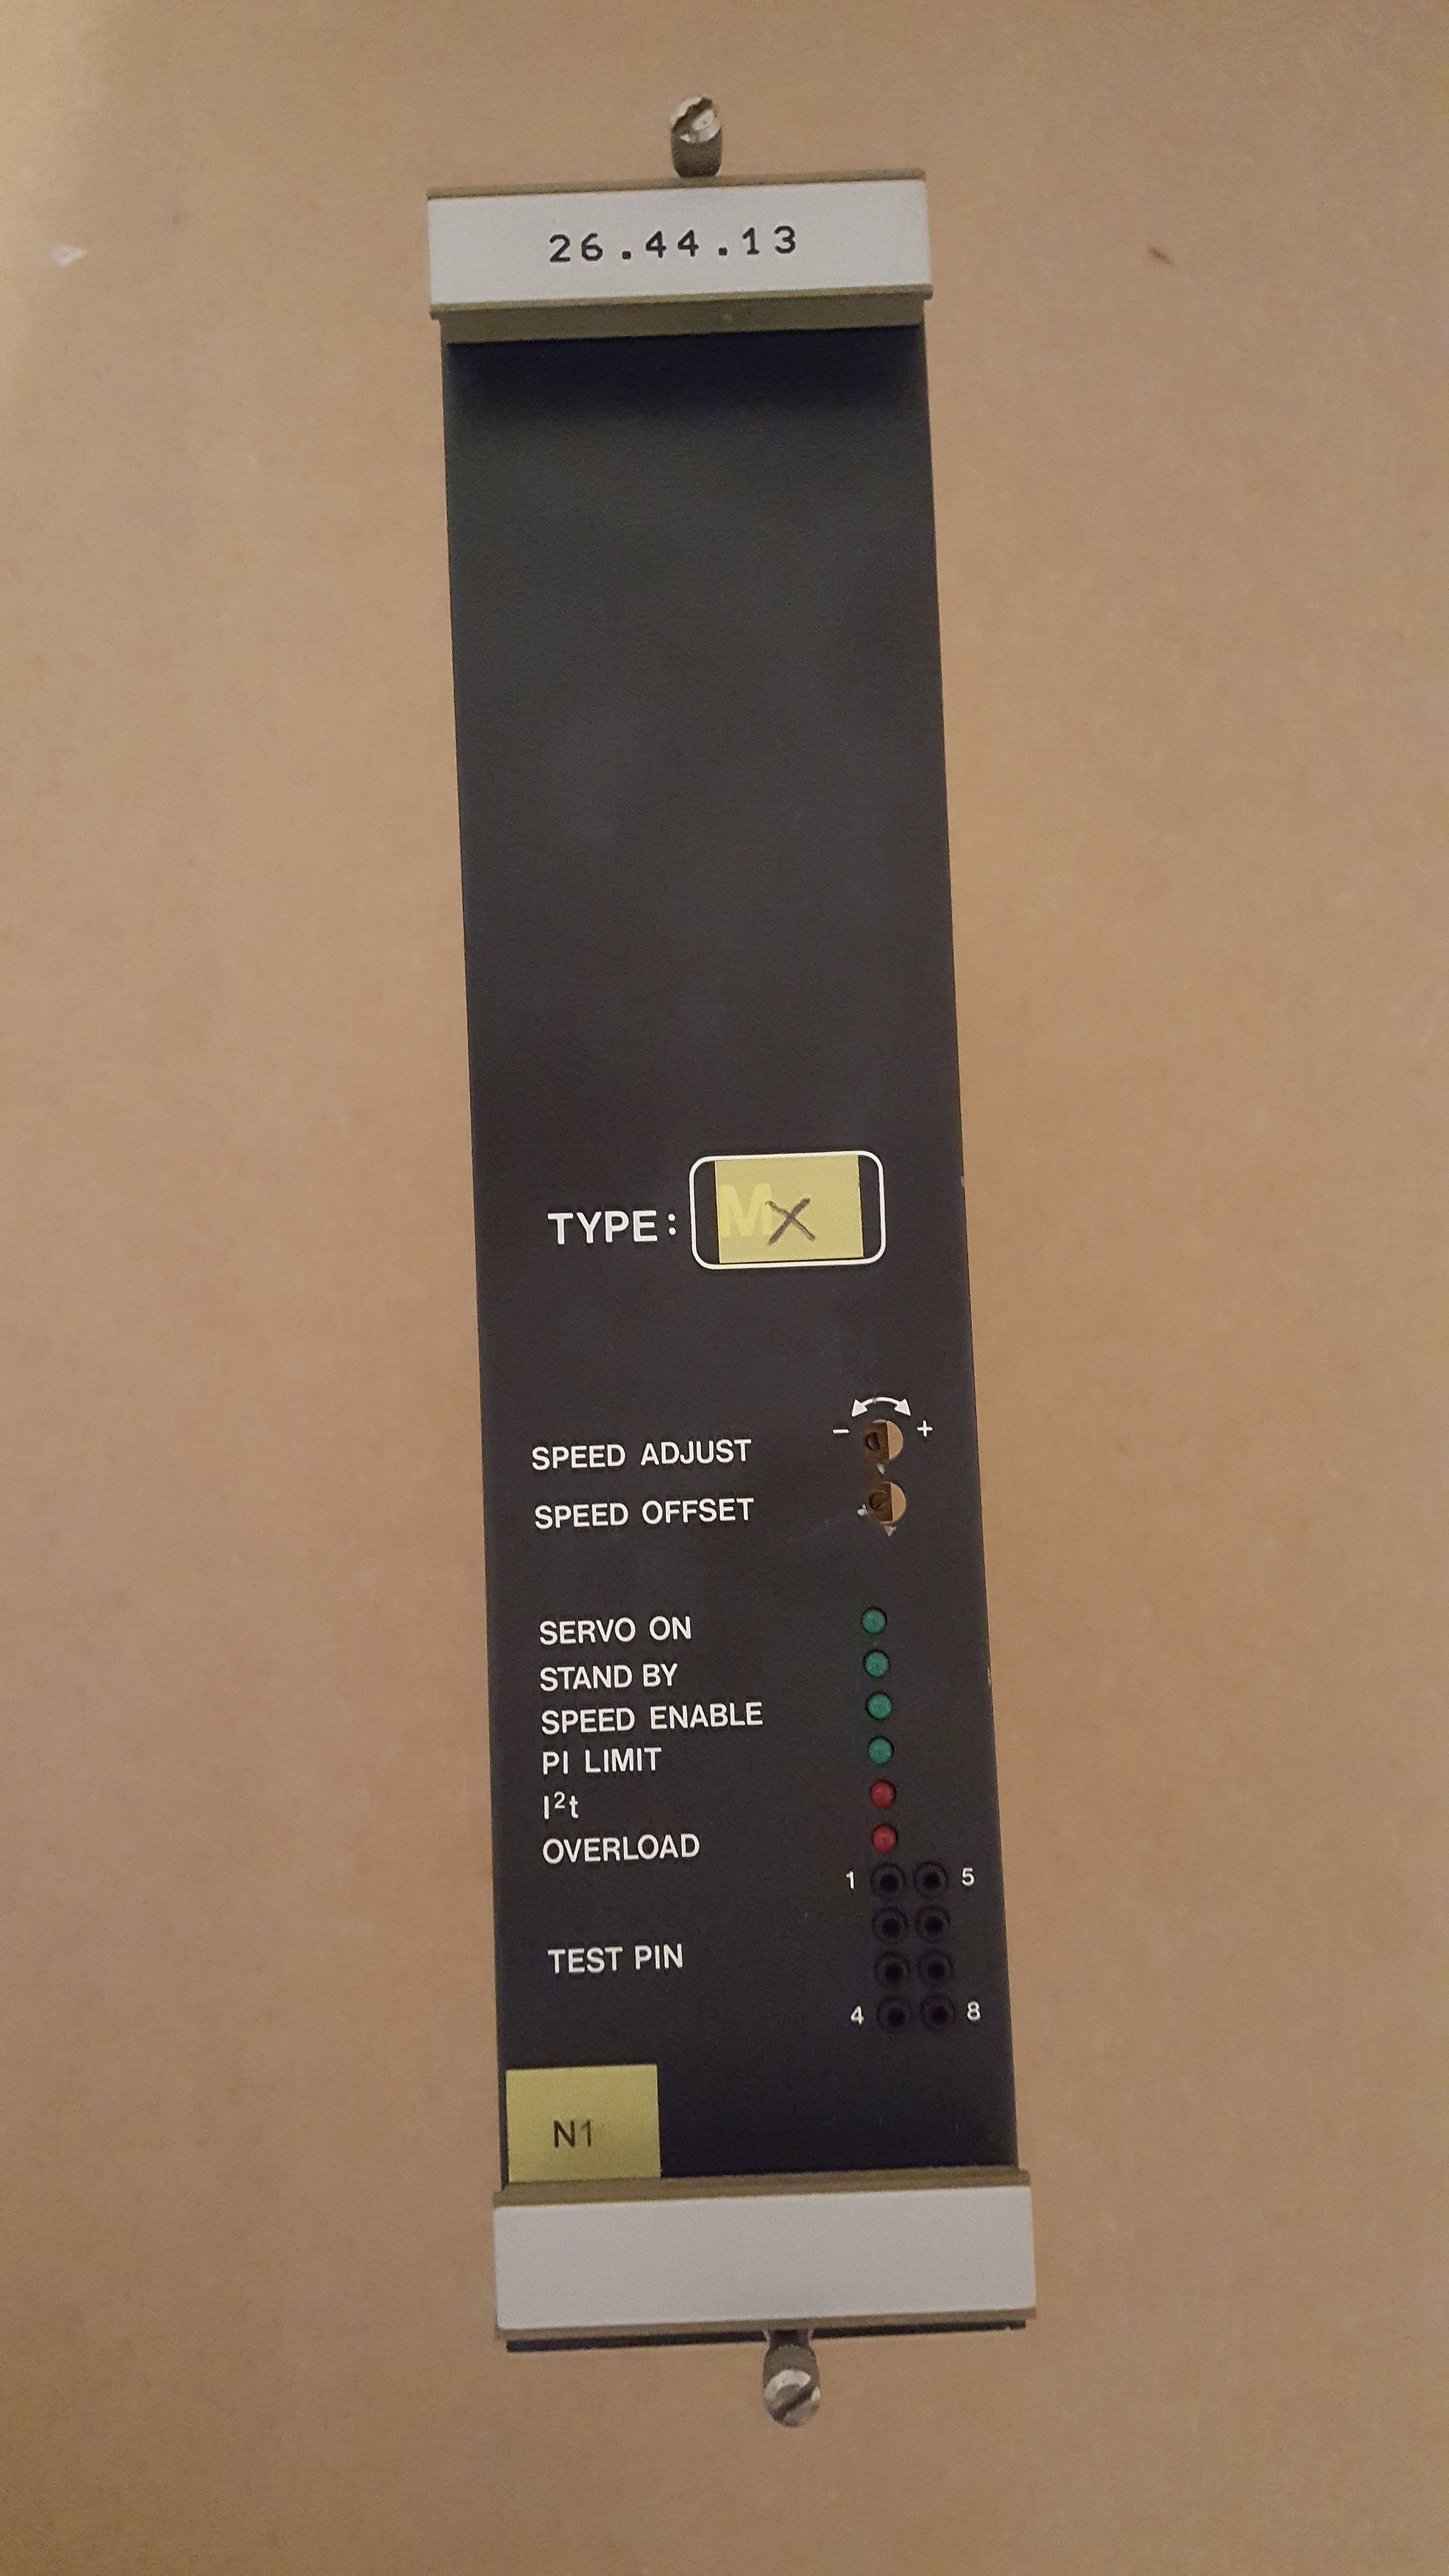 26.44.13
TYPE: MX
- +
SPEED ADJUST
SPEED OFFSET
SERVO ON
STAND BY
SPEED ENABLE
PI LIMIT
I²t
OVERLOAD
1 5
TEST PIN
4 8
N1